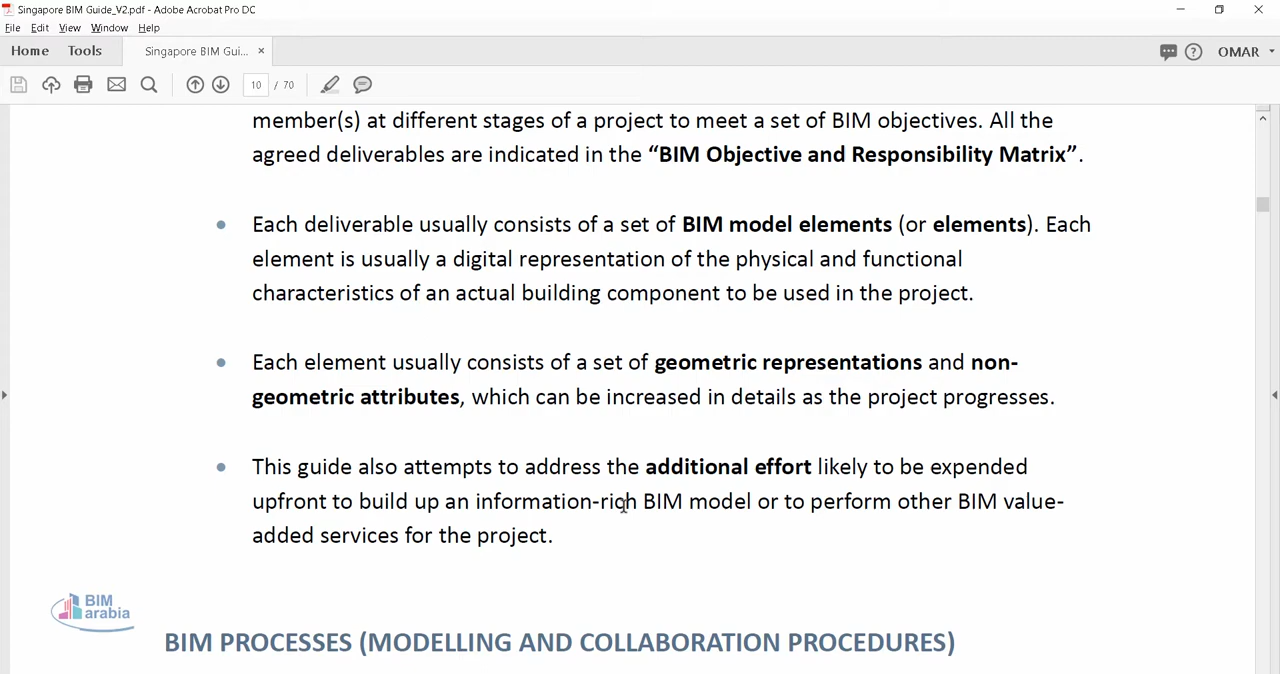 Singapore BIM Guide_V2.pdf - Adobe Acrobat Pro DC
File Edit View Window Help
Home Tools Singapore BIM Gui... ×
OMAR
10 / 70
member(s) at different stages of a project to meet a set of BIM objectives. All the
agreed deliverables are indicated in the “BIM Objective and Responsibility Matrix”.
• Each deliverable usually consists of a set of BIM model elements (or elements). Each
element is usually a digital representation of the physical and functional
characteristics of an actual building component to be used in the project.
• Each element usually consists of a set of geometric representations and non-
geometric attributes, which can be increased in details as the project progresses.
• This guide also attempts to address the additional effort likely to be expended
upfront to build up an information-rich BIM model or to perform other BIM value-
added services for the project.
BIM
arabia
BIM PROCESSES (MODELLING AND COLLABORATION PROCEDURES)